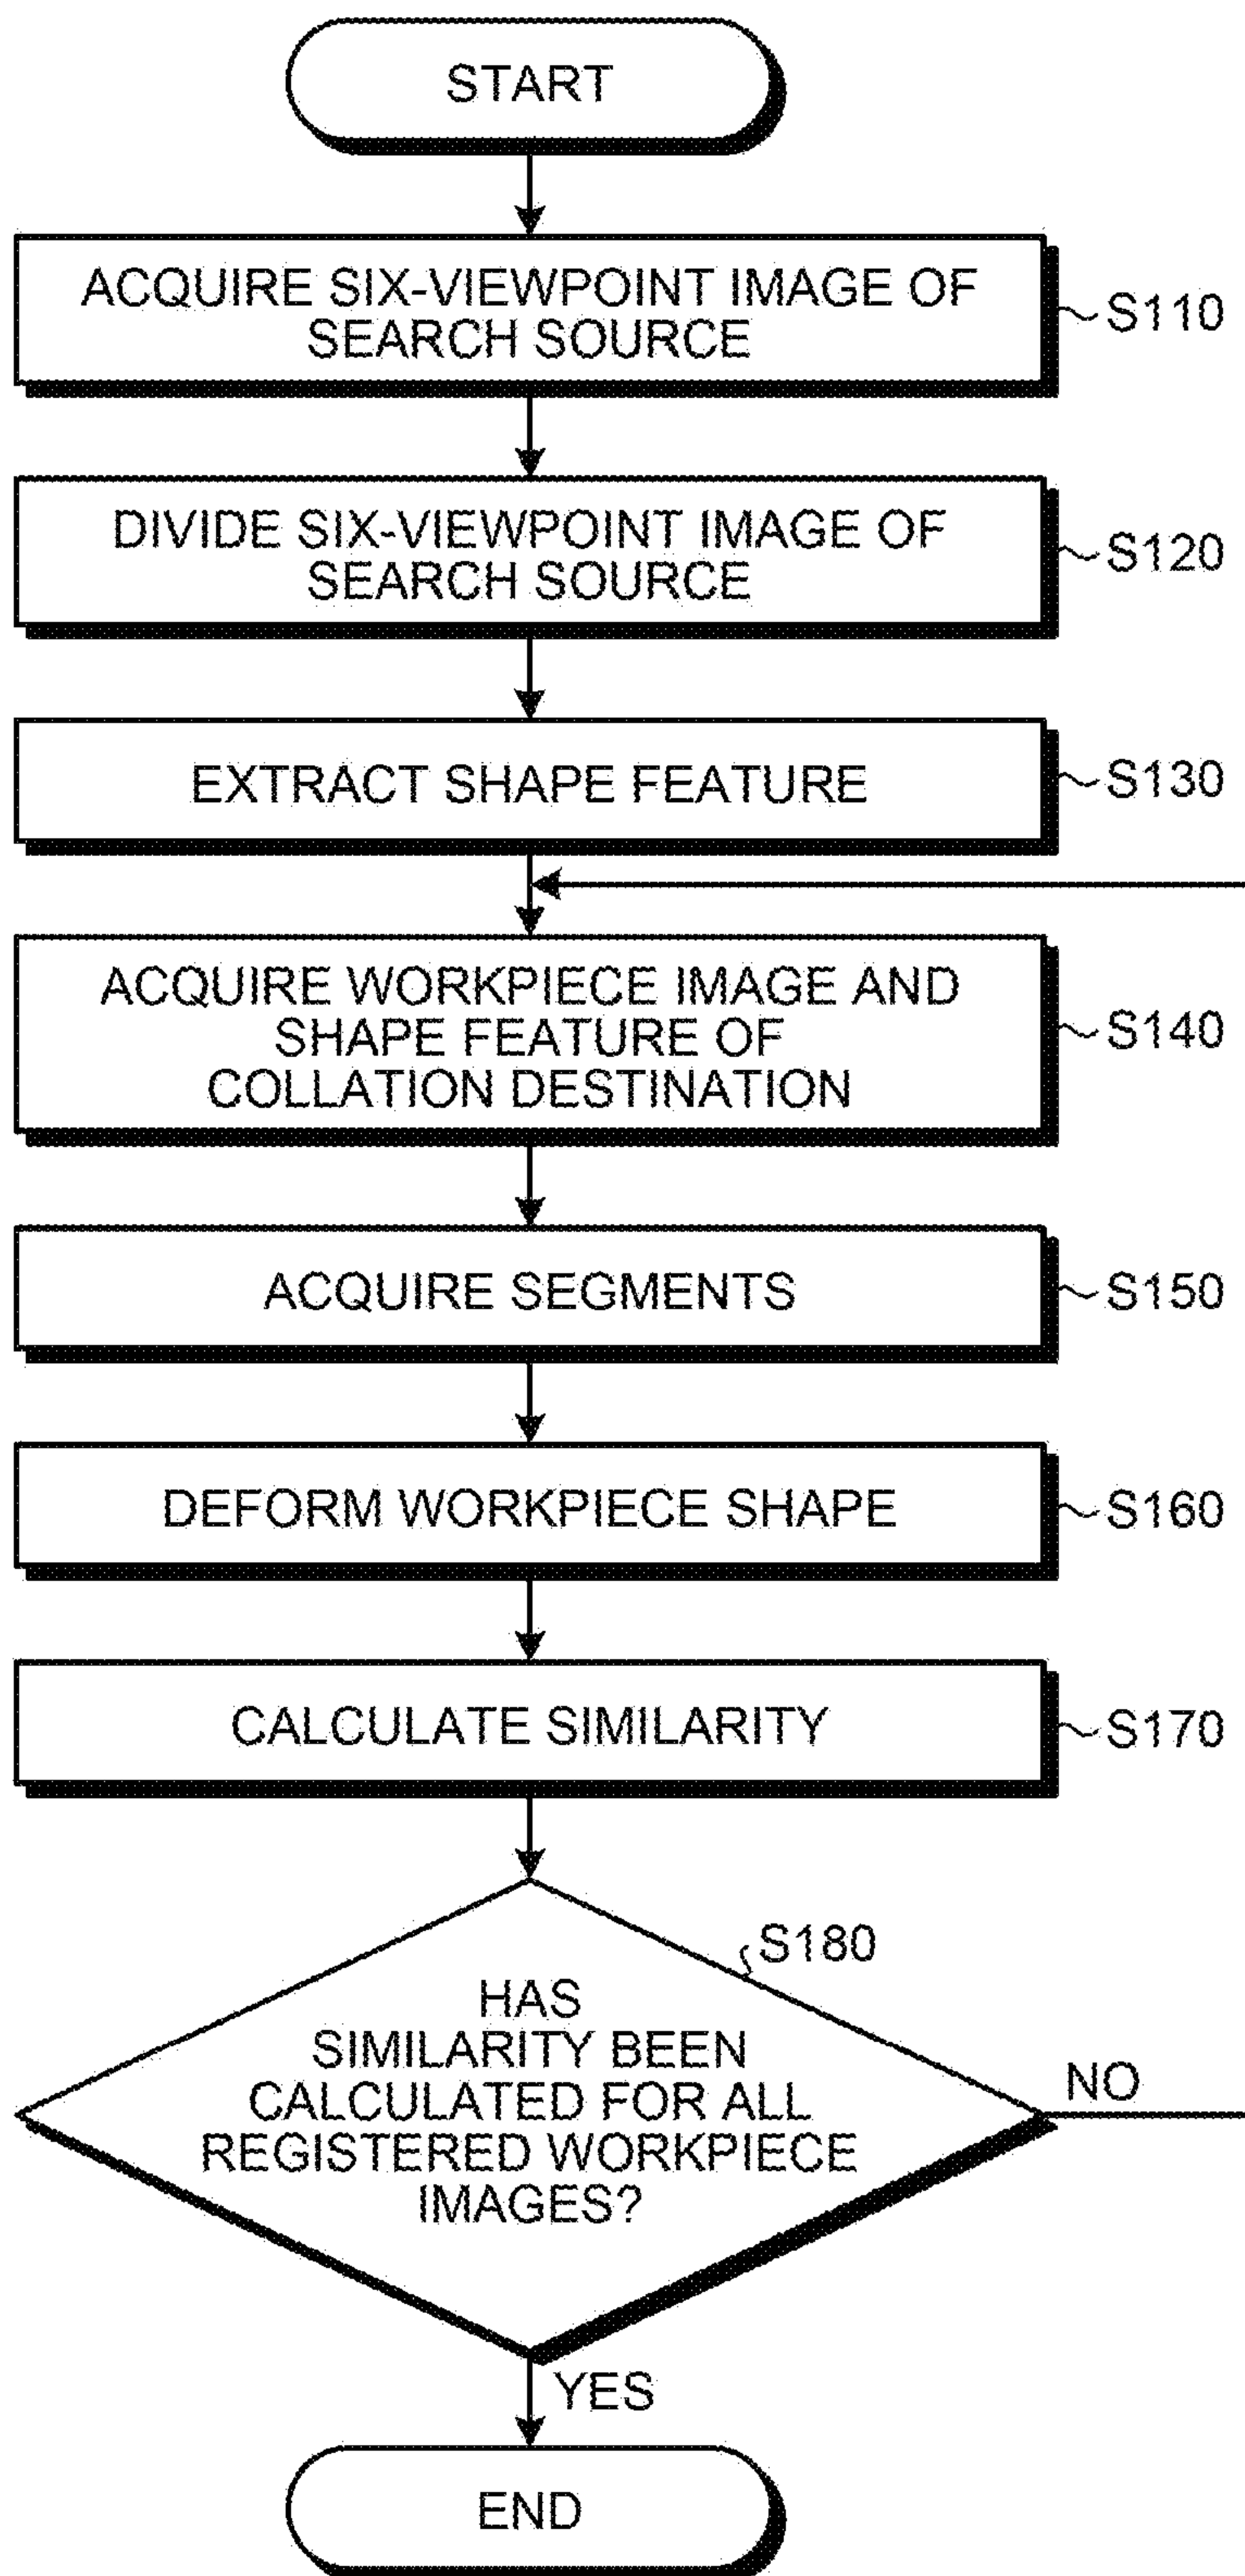 START
ACQUIRE SIX-VIEWPOINT IMAGE OF
SEARCH SOURCE
S110
DIVIDE SIX-VIEWPOINT IMAGE OF
SEARCH SOURCE
S120
EXTRACT SHAPE FEATURE
S130
ACQUIRE WORKPIECE IMAGE AND
SHAPE FEATURE OF
COLLATION DESTINATION
S140
ACQUIRE SEGMENTS
S150
DEFORM WORKPIECE SHAPE
S160
CALCULATE SIMILARITY
S170
S180
HAS
SIMILARITY BEEN
CALCULATED FOR ALL
REGISTERED WORKPIECE
IMAGES?
NO
YES
END